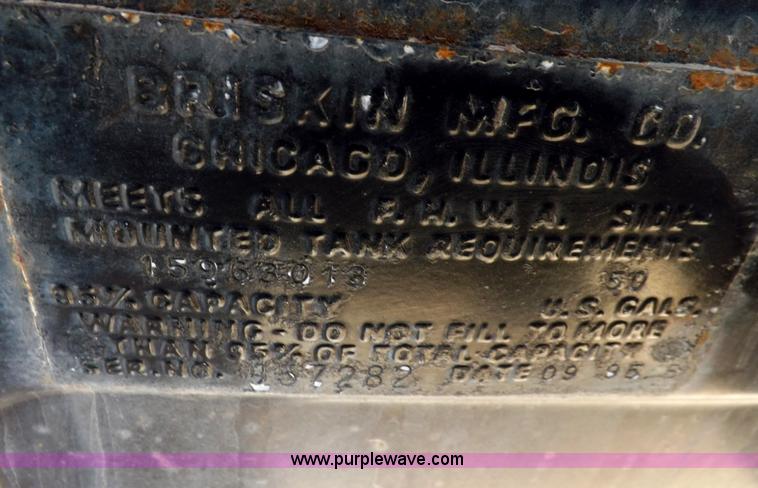 BRISKIN MFG. CO.
CHICAGO, ILLINOIS
MEETS ALL F.H.W.A. SIDE-
MOUNTED TANK REQUIREMENTS
15963013 50
95% CAPACITY U.S. GALS.
WARNING - DO NOT FILL TO MORE
THAN 95% OF TOTAL CAPACITY
SER. NO. 37282 DATE 09 95
www.purplewave.com